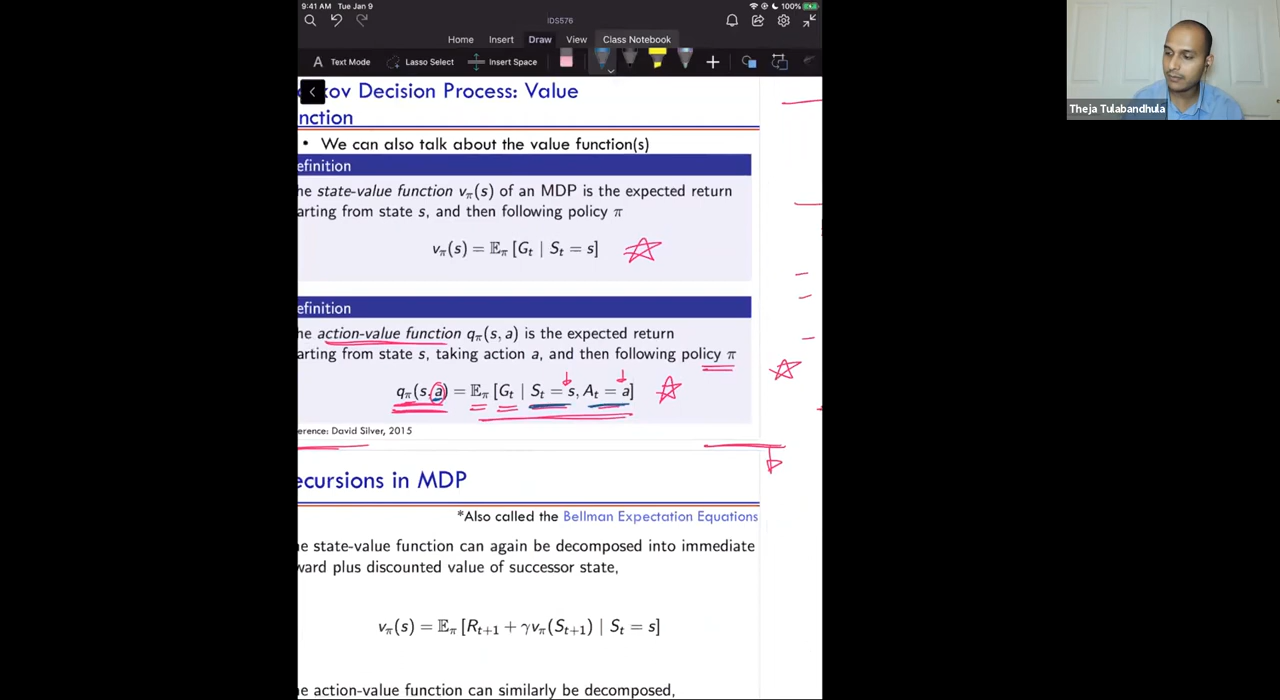 9:41 AM Tue Jan 9
100%
IDS576
Home Insert Draw View Class Notebook
Text Mode Lasso Select Insert Space
kov Decision Process: Value
nction
• We can also talk about the value function(s)
efinition
he state-value function vπ(s) of an MDP is the expected return
arting from state s, and then following policy π
vπ(s) = 𝔼π [Gt | St = s]
efinition
he action-value function qπ(s, a) is the expected return
arting from state s, taking action a, and then following policy π
qπ(s, a) = 𝔼π [Gt | St = s, At = a]
erence: David Silver, 2015
ecursions in MDP
*Also called the Bellman Expectation Equations
e state-value function can again be decomposed into immediate
ward plus discounted value of successor state,
vπ(s) = 𝔼π [Rt+1 + γvπ(St+1) | St = s]
e action-value function can similarly be decomposed,
Theja Tulabandhula